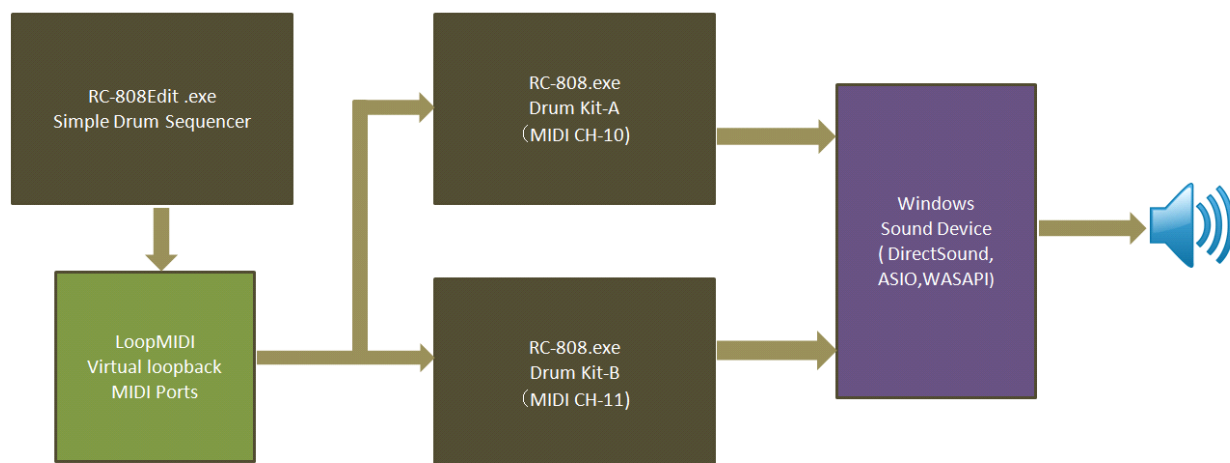 RC-808Edit .exe
Simple Drum Sequencer
LoopMIDI
Virtual loopback
MIDI Ports
RC-808.exe
Drum Kit-A
（MIDI CH-10)
RC-808.exe
Drum Kit-B
（MIDI CH-11)
Windows
Sound Device
( DirectSound,
ASIO,WASAPI)